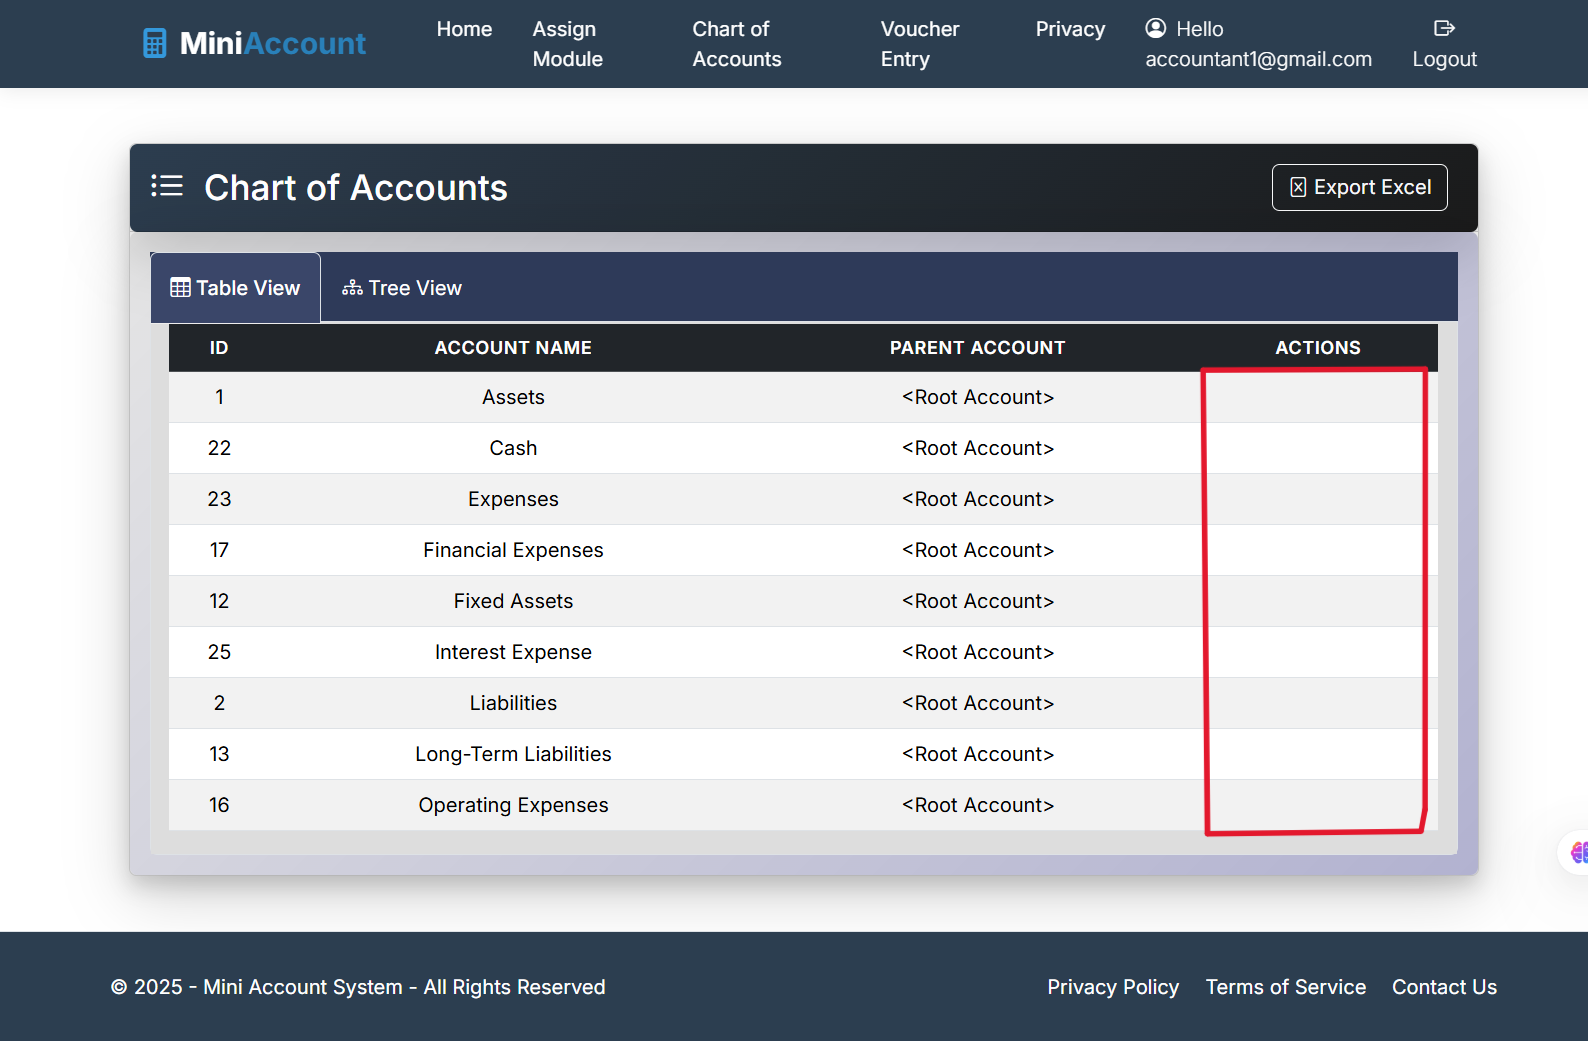 MiniAccount
Home
Assign
Module
Chart of
Accounts
Voucher
Entry
Privacy
Hello
accountant1@gmail.com
Logout
Chart of Accounts
Export Excel
Table View
Tree View
ID ACCOUNT NAME PARENT ACCOUNT ACTIONS
1 Assets <Root Account>
22 Cash <Root Account>
23 Expenses <Root Account>
17 Financial Expenses <Root Account>
12 Fixed Assets <Root Account>
25 Interest Expense <Root Account>
2 Liabilities <Root Account>
13 Long-Term Liabilities <Root Account>
16 Operating Expenses <Root Account>
© 2025 - Mini Account System - All Rights Reserved
Privacy Policy Terms of Service Contact Us